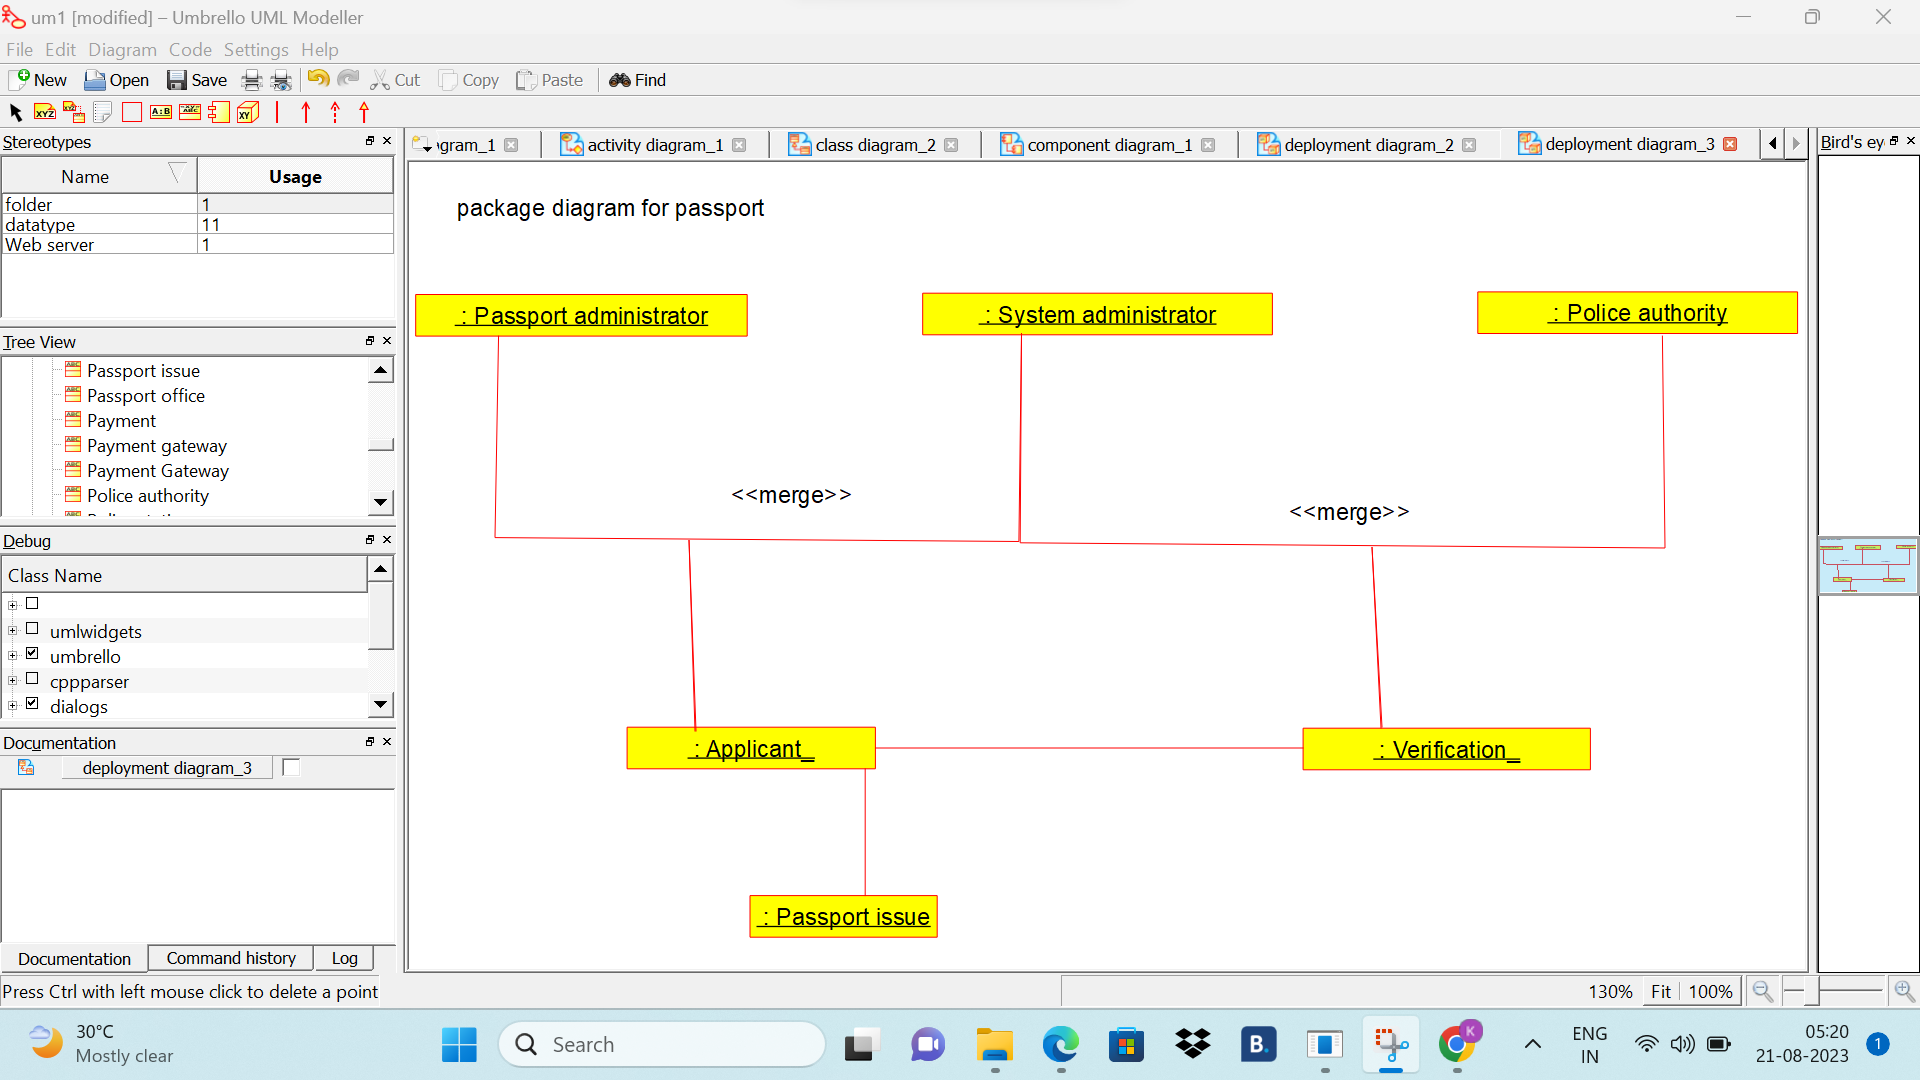 um1 [modified] – Umbrello UML Modeller
File Edit Diagram Code Settings Help
New Open Save Cut Copy Paste Find
Stereotypes
Name Usage
folder 1
datatype 11
Web server 1
Tree View
Passport issue
Passport office
Payment
Payment gateway
Payment Gateway
Police authority
Debug
Class Name
umlwidgets
umbrello
cppparser
dialogs
Documentation
deployment diagram_3
Documentation Command history Log
Press Ctrl with left mouse click to delete a point
gram_1 activity diagram_1 class diagram_2 component diagram_1 deployment diagram_2 deployment diagram_3
Bird's ey
package diagram for passport
: Passport administrator
: System administrator
: Police authority
<<merge>>
<<merge>>
: Applicant_
: Verification_
: Passport issue
130% Fit 100%
30°C
Mostly clear
Search
B.
K
ENG
IN
05:20
21-08-2023
1